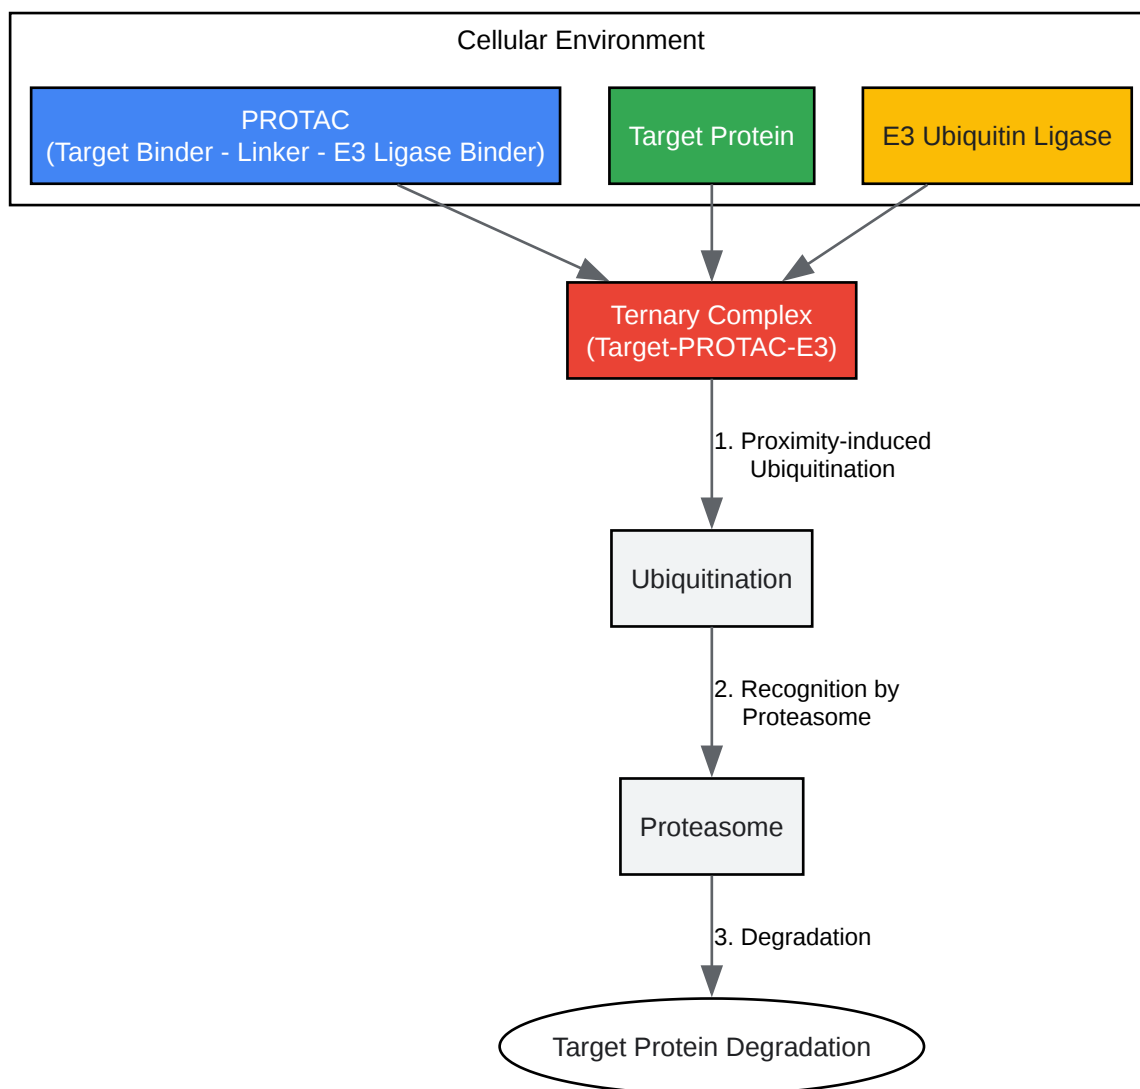 Cellular Environment
PROTAC
(Target Binder - Linker - E3 Ligase Binder)
Target Protein
E3 Ubiquitin Ligase
Ternary Complex
(Target-PROTAC-E3)
1. Proximity-induced
Ubiquitination
Ubiquitination
2. Recognition by
Proteasome
Proteasome
3. Degradation
Target Protein Degradation